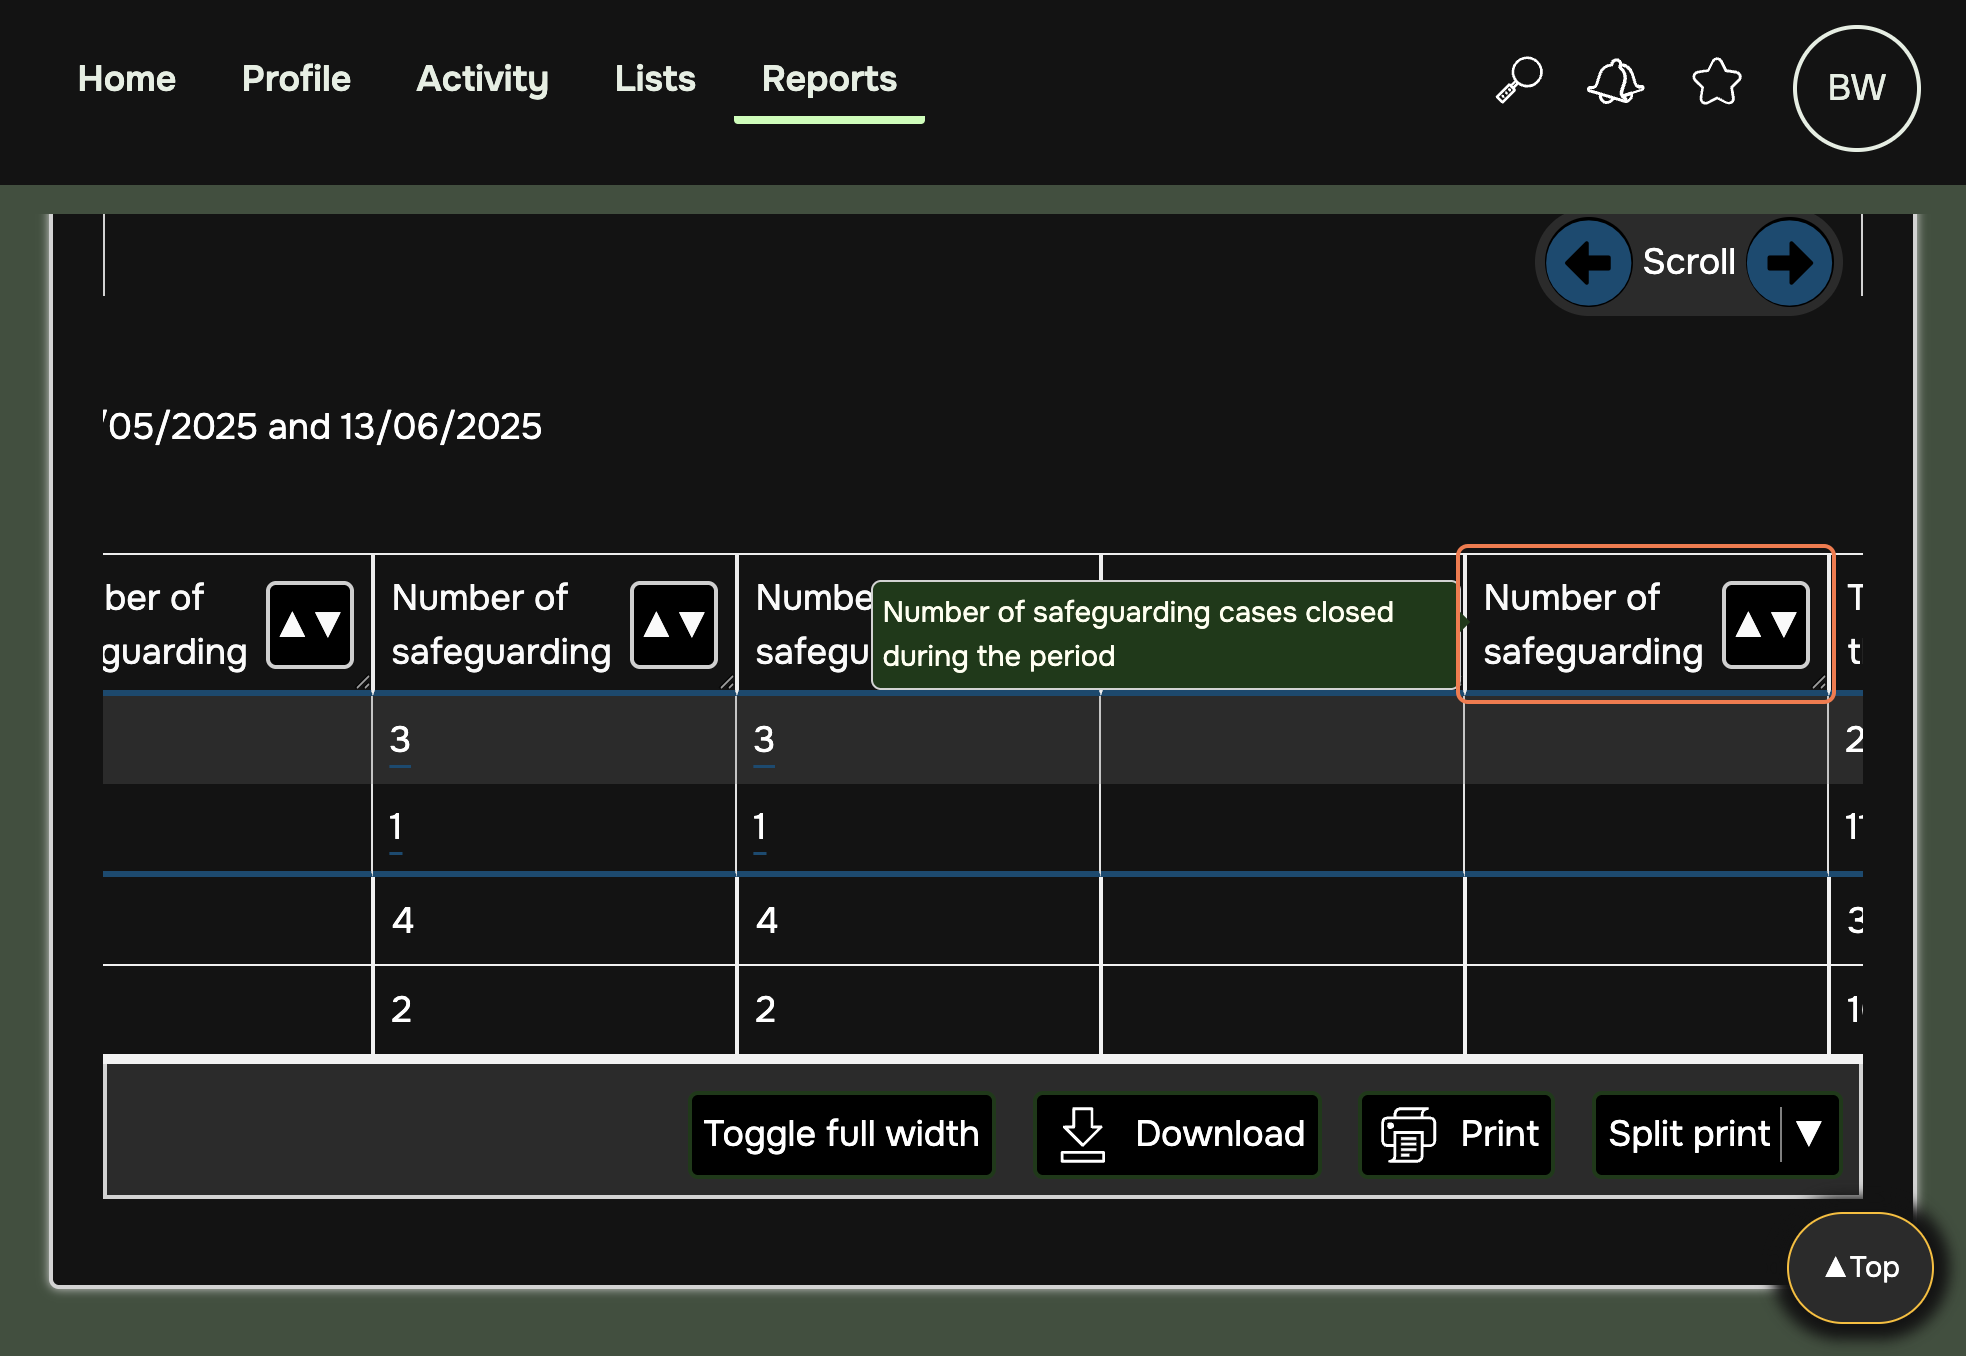 Home Profile Activity Lists Reports BW
Scroll
/05/2025 and 13/06/2025
ber of Number of Numbe Number of T
guarding safeguarding safegu safeguarding t
Number of safeguarding cases closed
during the period
3 3 2
1 1 11
4 4 3
2 2 1
Toggle full width Download Print Split print
Top